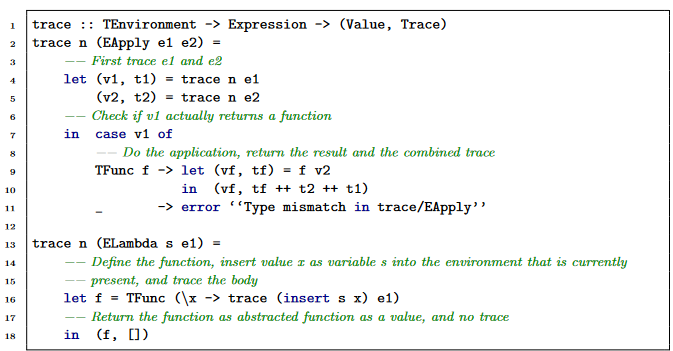 1 trace :: TEnvironment -> Expression -> (Value, Trace)
2 trace n (EApply e1 e2) =
3 -- First trace e1 and e2
4 let (v1, t1) = trace n e1
5 (v2, t2) = trace n e2
6 -- Check if v1 actually returns a function
7 in case v1 of
8 -- Do the application, return the result and the combined trace
9 TFunc f -> let (vf, tf) = f v2
10 in (vf, tf ++ t2 ++ t1)
11 _ -> error ‘‘Type mismatch in trace/EApply’’
12
13 trace n (ELambda s e1) =
14 -- Define the function, insert value x as variable s into the environment that is currently
15 -- present, and trace the body
16 let f = TFunc (\x -> trace (insert s x) e1)
17 -- Return the function as abstracted function as a value, and no trace
18 in (f, [])